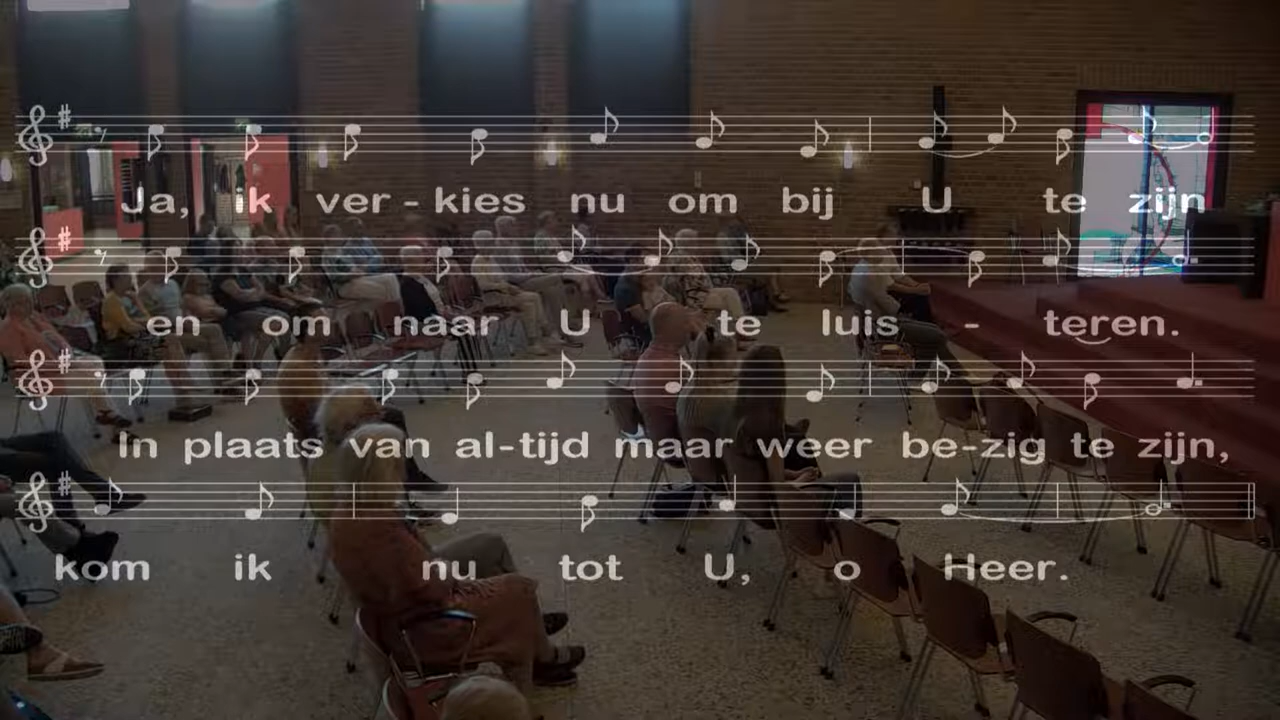 Ja, ik ver - kies nu om bij U te zijn
en om naar U te luis - teren.
In plaats van al-tijd maar weer be-zig te zijn,
kom ik nu tot U, o Heer.